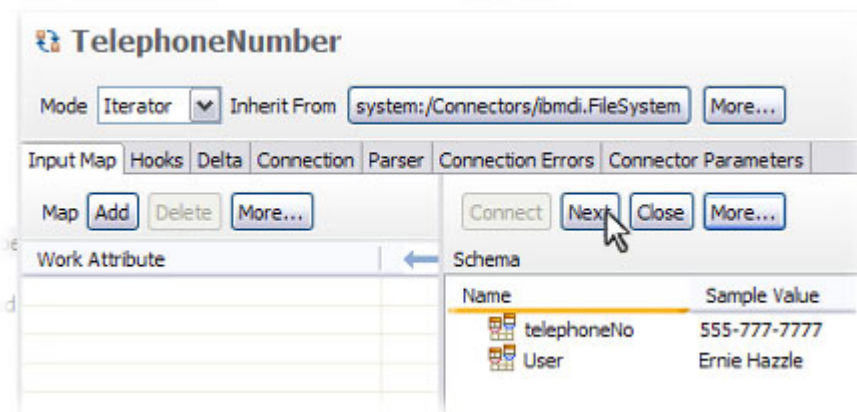 TelephoneNumber
Mode Iterator Inherit From system:/Connectors/ibmdi.FileSystem More...
Input Map Hooks Delta Connection Parser Connection Errors Connector Parameters
Map Add Delete More... Connect Next Close More...
Work Attribute Schema
Name Sample Value
telephoneNo 555-777-7777
User Ernie Hazzle